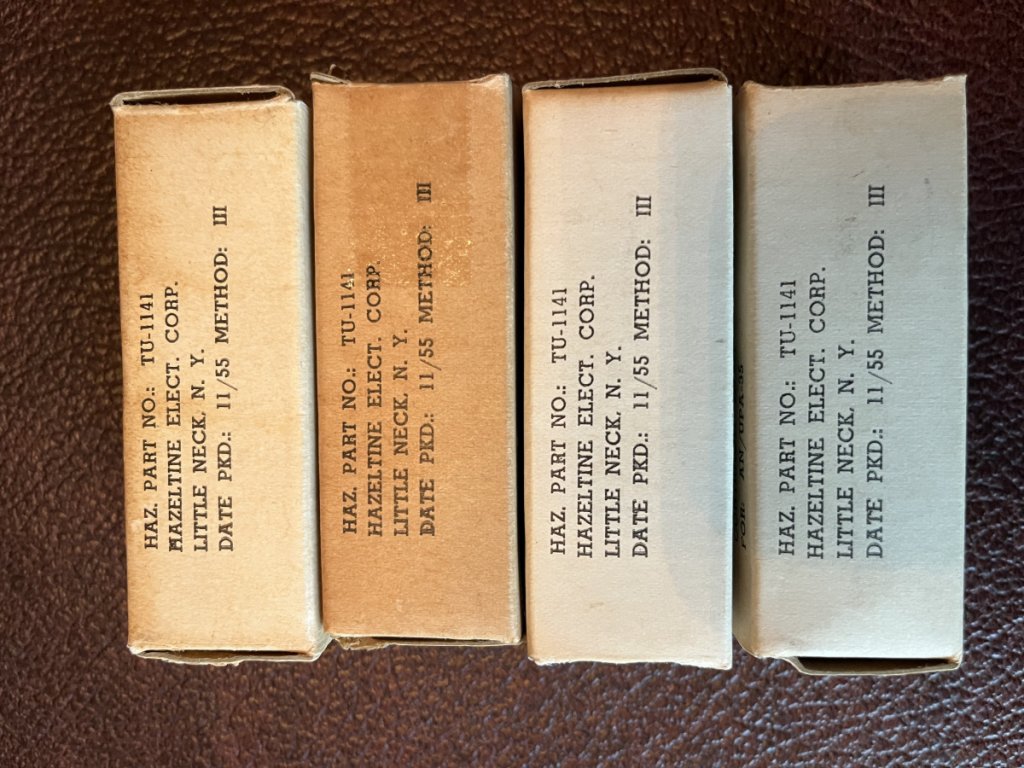 HAZ. PART NO.: TU-1141
HAZELTINE ELECT. CORP.
LITTLE NECK, N. Y.
DATE PKD.: 11/55 METHOD: III
HAZ. PART NO.: TU-1141
HAZELTINE ELECT. CORP.
LITTLE NECK, N. Y.
DATE PKD.: 11/55 METHOD: III
HAZ. PART NO.: TU-1141
HAZELTINE ELECT. CORP.
LITTLE NECK, N. Y.
DATE PKD.: 11/55 METHOD: III
FOR
HAZ. PART NO.: TU-1141
HAZELTINE ELECT. CORP.
LITTLE NECK, N. Y.
DATE PKD.: 11/55 METHOD: III